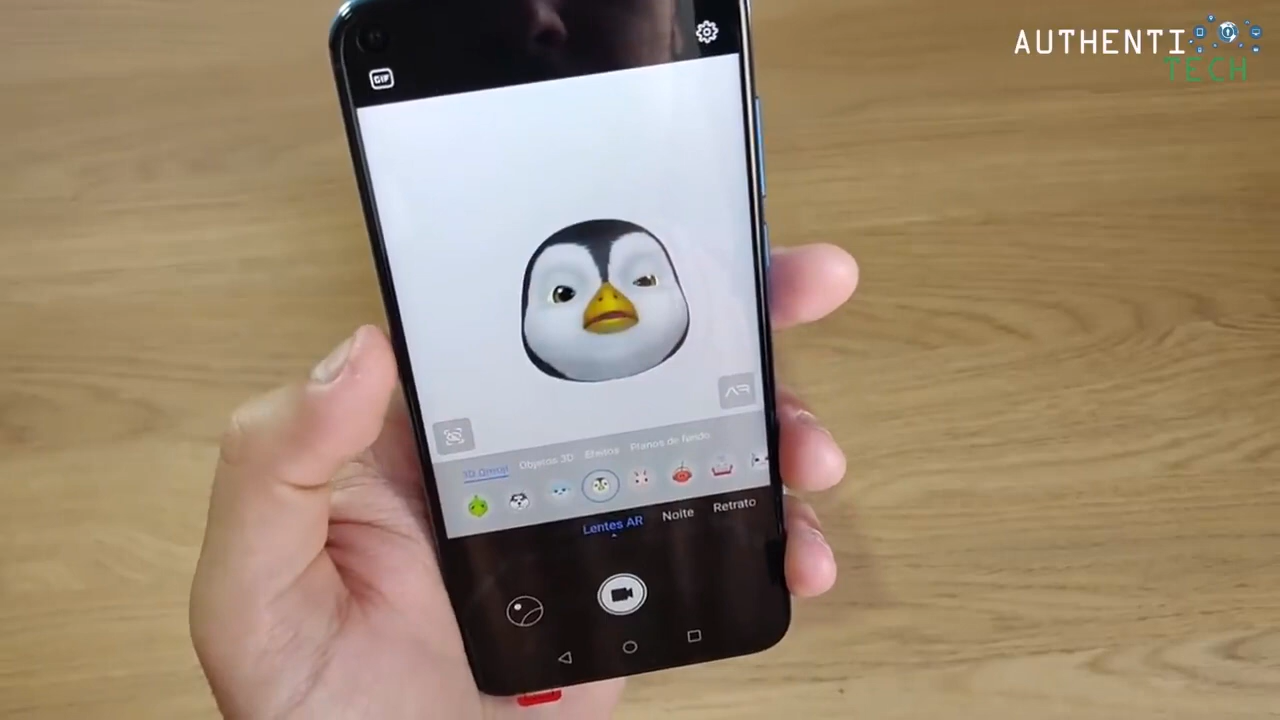 AUTHENTI
TECH
GIF
3D Qmoji Objetos 3D Efeitos Planos de fundo
Lentes AR Noite Retrato